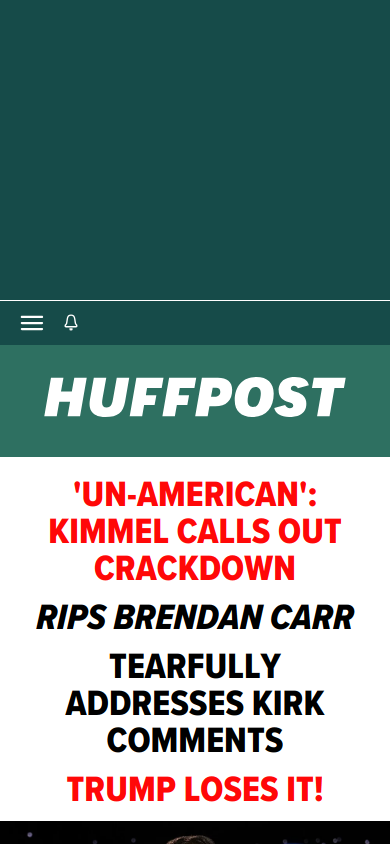 HUFFPOST
'UN-AMERICAN':
KIMMEL CALLS OUT
CRACKDOWN
RIPS BRENDAN CARR
TEARFULLY
ADDRESSES KIRK
COMMENTS
TRUMP LOSES IT!